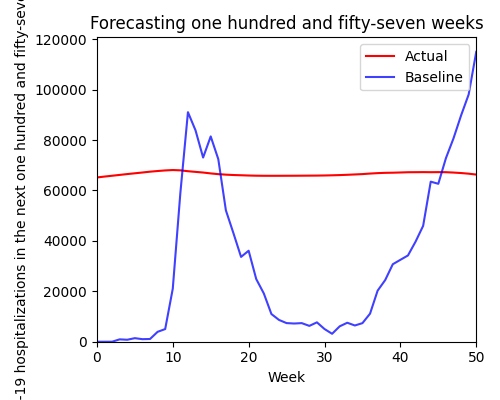 Forecasting one hundred and fifty-seven weeks
-19 hospitalizations in the next one hundred and fifty-seve
120000
100000
80000
60000
40000
20000
0
Actual
Baseline
0 10 20 30 40 50
Week